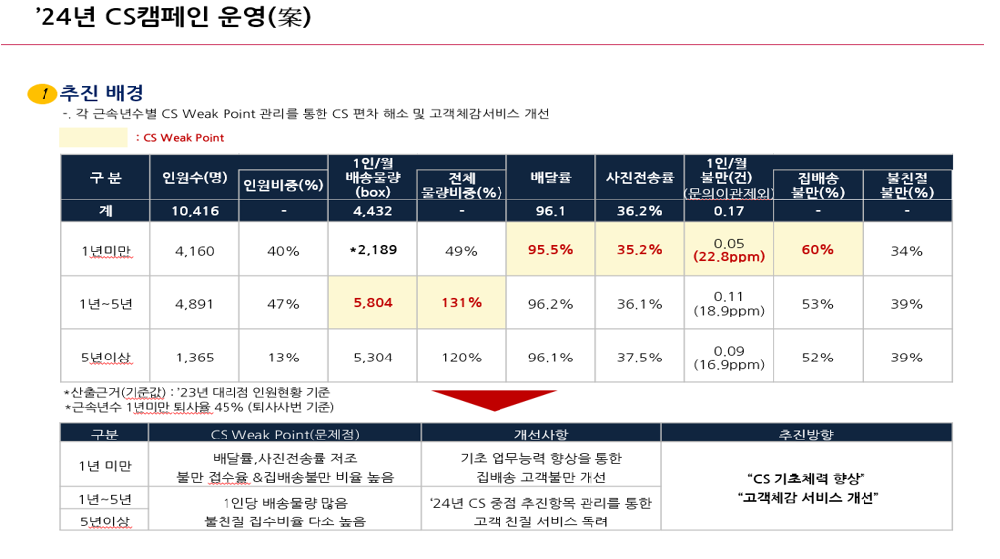 ’24년 CS캠페인 운영(案)
1 추진 배경
-. 각 근속년수별 CS Weak Point 관리를 통한 CS 편차 해소 및 고객체감서비스 개선
: CS Weak Point
구 분 인원수(명) 인원비중(%) 1인/월 배송물량 (box) 전체 물량비중(%) 배달률 사진전송률 1인/월 불만(건) (문의이관제외) 집배송 불만(%) 불친절 불만(%)
계 10,416 - 4,432 - 96.1 36.2% 0.17 - -
1년미만 4,160 40% *2,189 49% 95.5% 35.2% 0.05 (22.8ppm) 60% 34%
1년~5년 4,891 47% 5,804 131% 96.2% 36.1% 0.11 (18.9ppm) 53% 39%
5년이상 1,365 13% 5,304 120% 96.1% 37.5% 0.09 (16.9ppm) 52% 39%
*산출근거(기준값) : ’23년 대리점 인원현황 기준
*근속년수 1년미만 퇴사율 45% (퇴사사번 기준)
구분 CS Weak Point(문제점) 개선사항 추진방향
1년 미만
배달률,사진전송률 저조
불만 접수율 &집배송불만 비율 높음
기초 업무능력 향상을 통한
집배송 고객불만 개선
1년~5년
5년이상
1인당 배송물량 많음
불친절 접수비율 다소 높음
‘24년 CS 중점 추진항목 관리를 통한
고객 친절 서비스 독려
“CS 기초체력 향상”
“고객체감 서비스 개선”